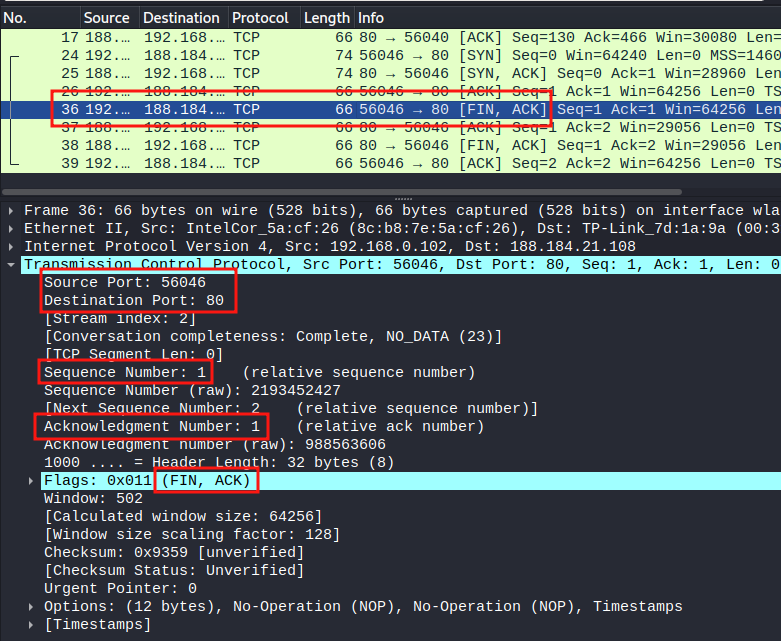 No. Source Destination Protocol Length Info
17 188.… 192.168.… TCP 66 80 → 56040 [ACK] Seq=130 Ack=466 Win=30080 Len=
24 192.… 188.184.… TCP 74 56046 → 80 [SYN] Seq=0 Win=64240 Len=0 MSS=1460
25 188.… 192.168.… TCP 74 80 → 56046 [SYN, ACK] Seq=0 Ack=1 Win=28960 Len=
26 192.… 188.184.… TCP 66 56046 → 80 [ACK] Seq=1 Ack=1 Win=64256 Len=0 TS
36 192.… 188.184.… TCP 66 56046 → 80 [FIN, ACK] Seq=1 Ack=1 Win=64256 Len
37 188.… 192.168.… TCP 66 80 → 56046 [ACK] Seq=1 Ack=2 Win=29056 Len=0 TS
38 188.… 192.168.… TCP 66 80 → 56046 [FIN, ACK] Seq=1 Ack=2 Win=29056 Len
39 192.… 188.184.… TCP 66 56046 → 80 [ACK] Seq=2 Ack=2 Win=64256 Len=0 TS
Frame 36: 66 bytes on wire (528 bits), 66 bytes captured (528 bits) on interface wla
Ethernet II, Src: IntelCor_5a:cf:26 (8c:b8:7e:5a:cf:26), Dst: TP-Link_7d:1a:9a (00:3
Internet Protocol Version 4, Src: 192.168.0.102, Dst: 188.184.21.108
Transmission Control Protocol, Src Port: 56046, Dst Port: 80, Seq: 1, Ack: 1, Len: 0
Source Port: 56046
Destination Port: 80
[Stream index: 2]
[Conversation completeness: Complete, NO_DATA (23)]
[TCP Segment Len: 0]
Sequence Number: 1 (relative sequence number)
Sequence Number (raw): 2193452427
[Next Sequence Number: 2 (relative sequence number)]
Acknowledgment Number: 1 (relative ack number)
Acknowledgment number (raw): 988563606
1000 .... = Header Length: 32 bytes (8)
Flags: 0x011 (FIN, ACK)
Window: 502
[Calculated window size: 64256]
[Window size scaling factor: 128]
Checksum: 0x9359 [unverified]
[Checksum Status: Unverified]
Urgent Pointer: 0
Options: (12 bytes), No-Operation (NOP), No-Operation (NOP), Timestamps
[Timestamps]